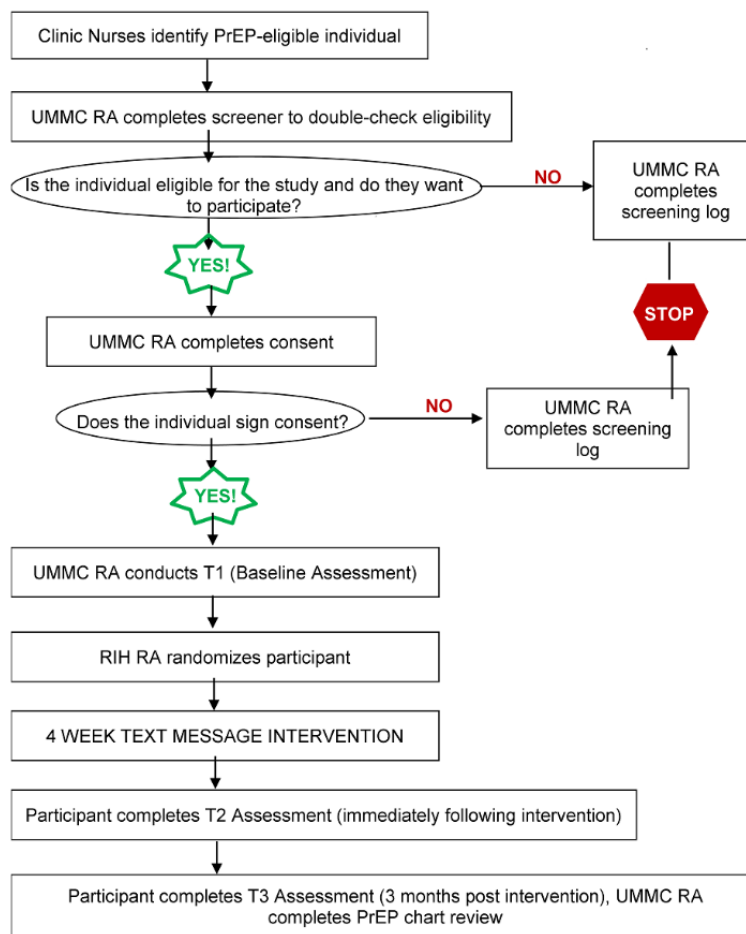 Clinic Nurses identify PrEP-eligible individual
UMMC RA completes screener to double-check eligibility
Is the individual eligible for the study and do they want
to participate?
NO
UMMC RA
completes
screening log
YES!
STOP
UMMC RA completes consent
Does the individual sign consent?
NO
UMMC RA
completes screening
log
YES!
UMMC RA conducts T1 (Baseline Assessment)
RIH RA randomizes participant
4 WEEK TEXT MESSAGE INTERVENTION
Participant completes T2 Assessment (immediately following intervention)
Participant completes T3 Assessment (3 months post intervention), UMMC RA
completes PrEP chart review